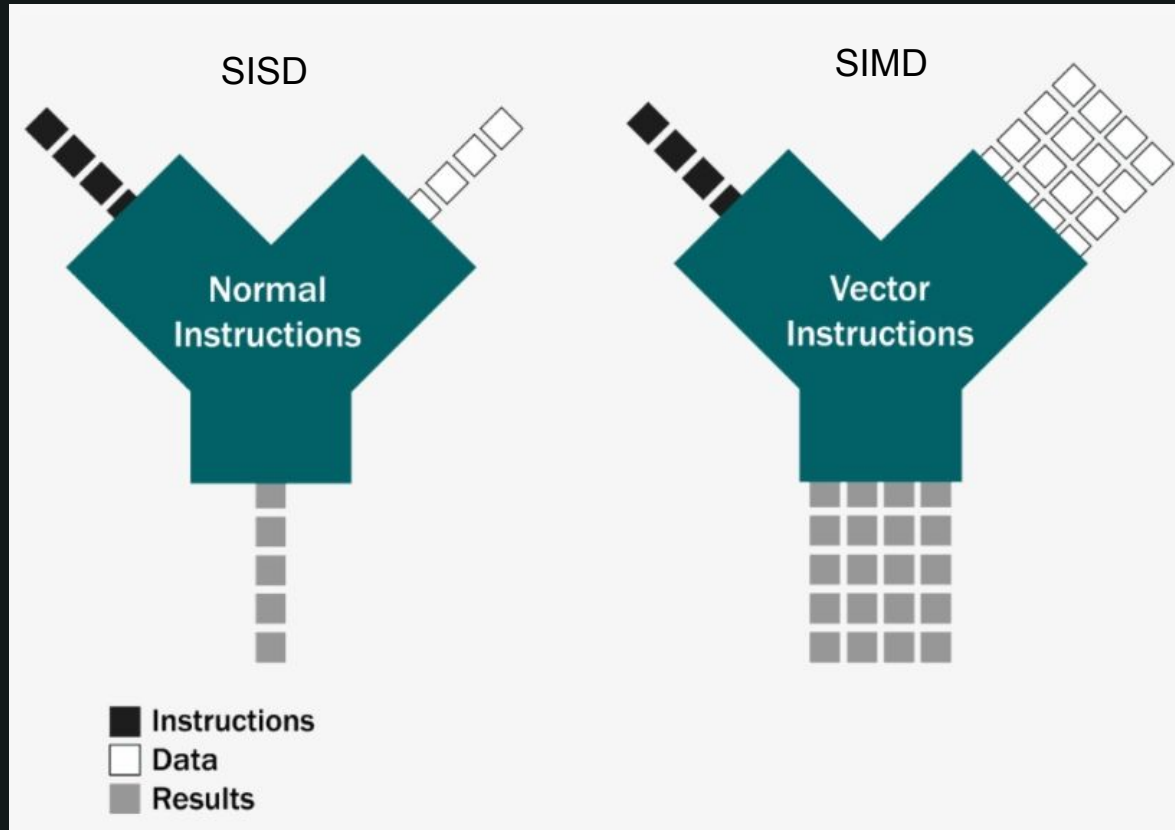 SISD
SIMD
Normal
Instructions
Vector
Instructions
Instructions
Data
Results